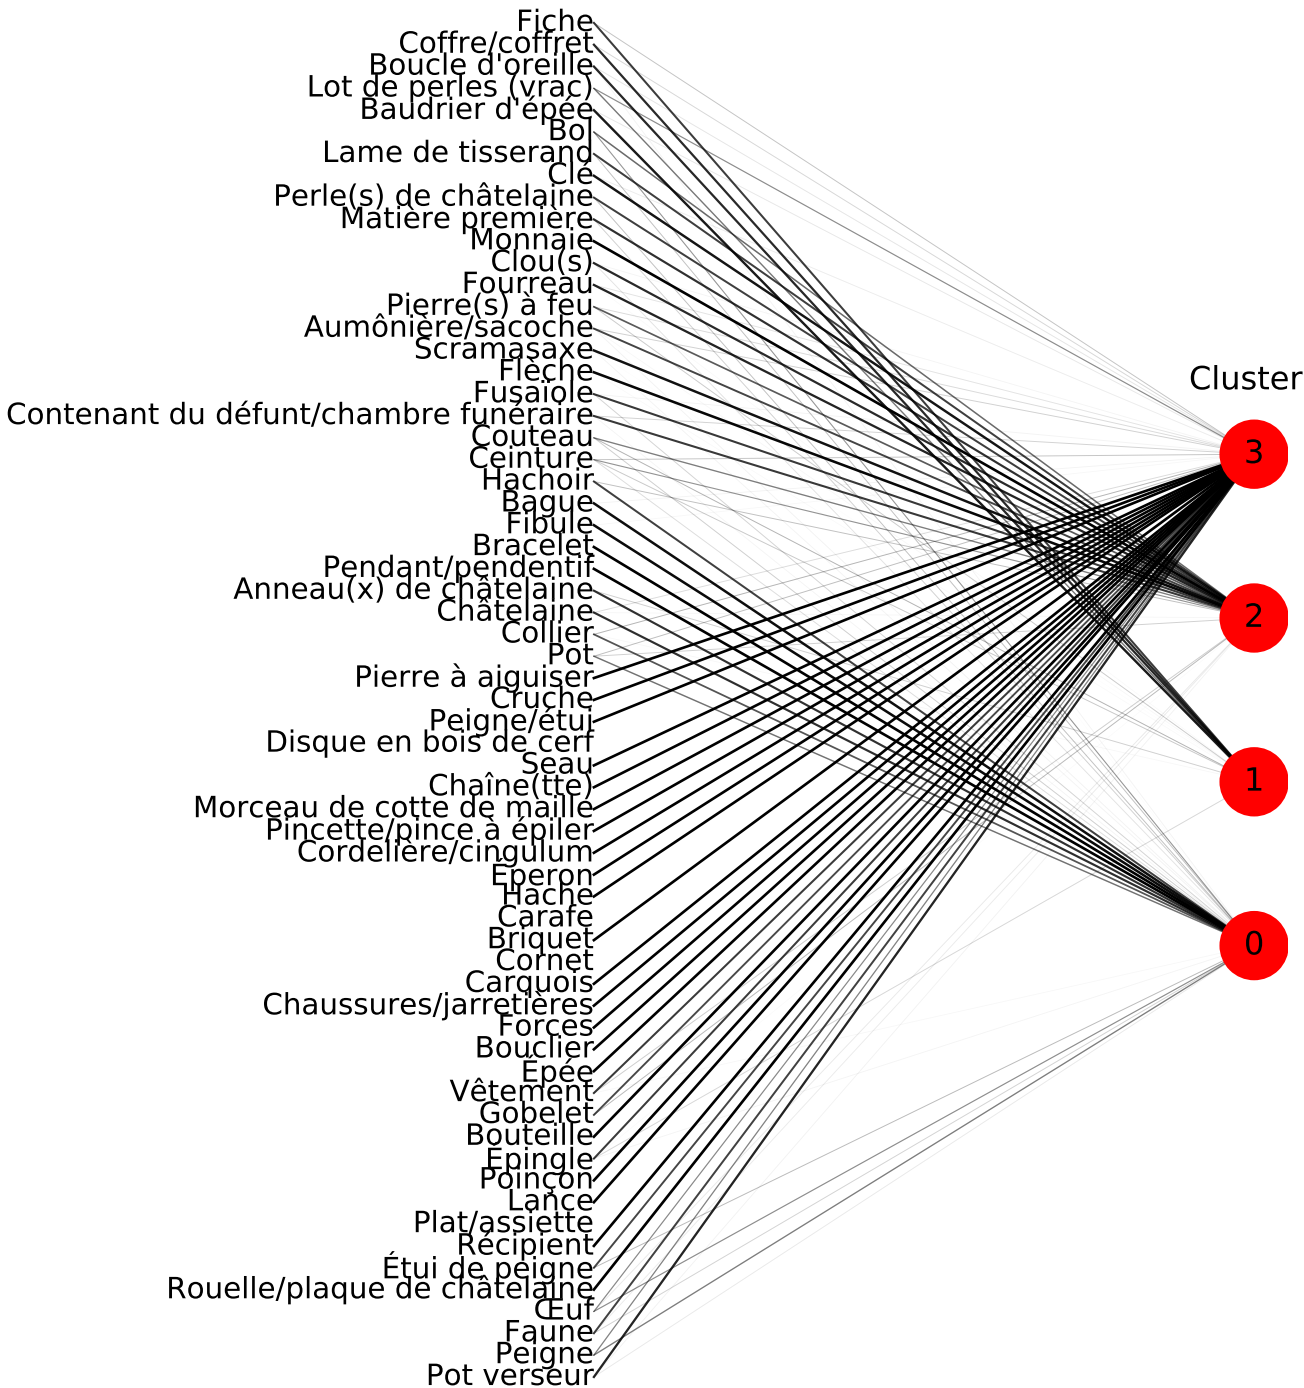 Fiche
Coffre/coffret
Boucle d'oreille
Lot de perles (vrac)
Baudrier d'épée
Bol
Lame de tisserand
Clé
Perle(s) de châtelaine
Matière première
Monnaie
Clou(s)
Fourreau
Pierre(s) à feu
Aumônière/sacoche
Scramasaxe
Flèche
Cluster
Fusaïole
Contenant du défunt/chambre funéraire
Couteau
3
Ceinture
Hachoir
Bague
Fibule
Bracelet
Pendant/pendentif
Anneau(x) de châtelaine
Châtelaine
2
Collier
Pot
Pierre à aiguiser
Cruche
Peigne/étui
Disque en bois de cerf
Seau
1
Chaîne(tte)
Morceau de cotte de maille
Pincette/pince à épiler
Cordelière/cingulum
Éperon
Hache
Carafe
Briquet
0
Cornet
Carquois
Chaussures/jarretières
Forces
Bouclier
Épée
Vêtement
Gobelet
Bouteille
Épingle
Poinçon
Lance
Plat/assiette
Récipient
Étui de peigne
Rouelle/plaque de châtelaine
Œuf
Faune
Peigne
Pot verseur